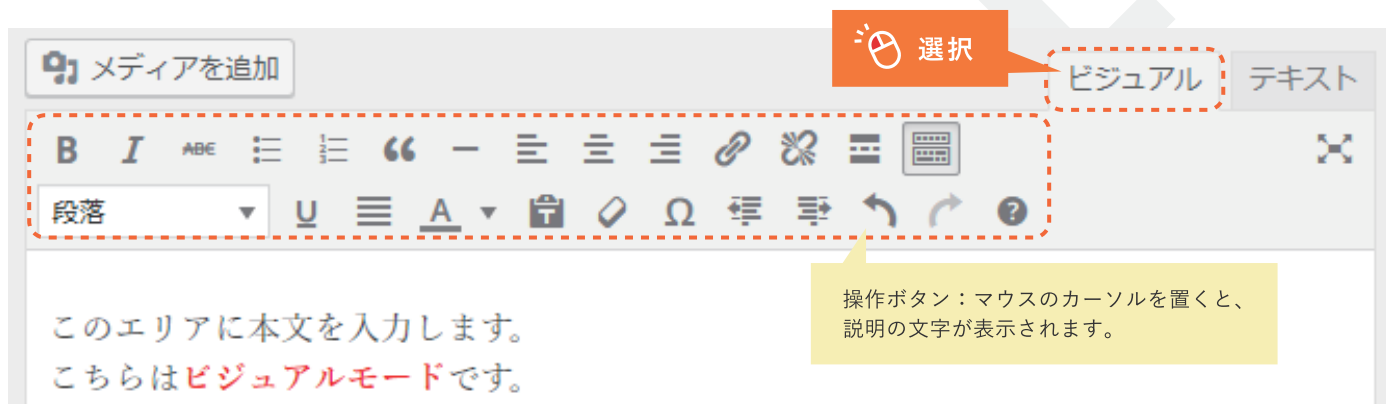 選択
メディアを追加
ビジュアル
テキスト
B I ABE
段落
U A T Ω ?
操作ボタン：マウスのカーソルを置くと、
説明の文字が表示されます。
このエリアに本文を入力します。
こちらはビジュアルモードです。